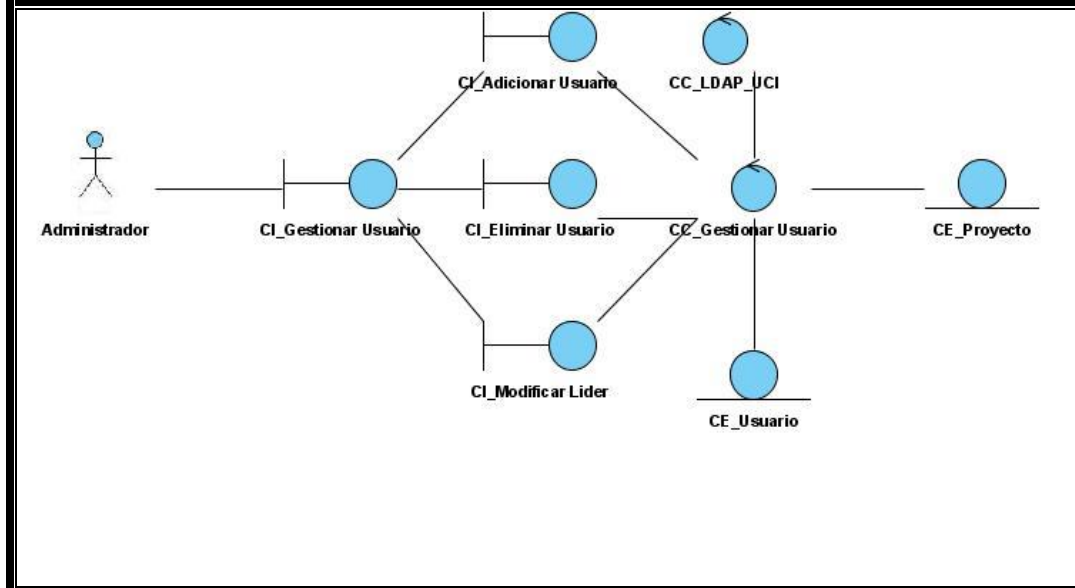 CI_Adicionar Usuario
CC_LDAP_UCI
Administrador
CI_Gestionar Usuario
CI_Eliminar Usuario
CC_Gestionar Usuario
CE_Proyecto
CI_Modificar Lider
CE_Usuario